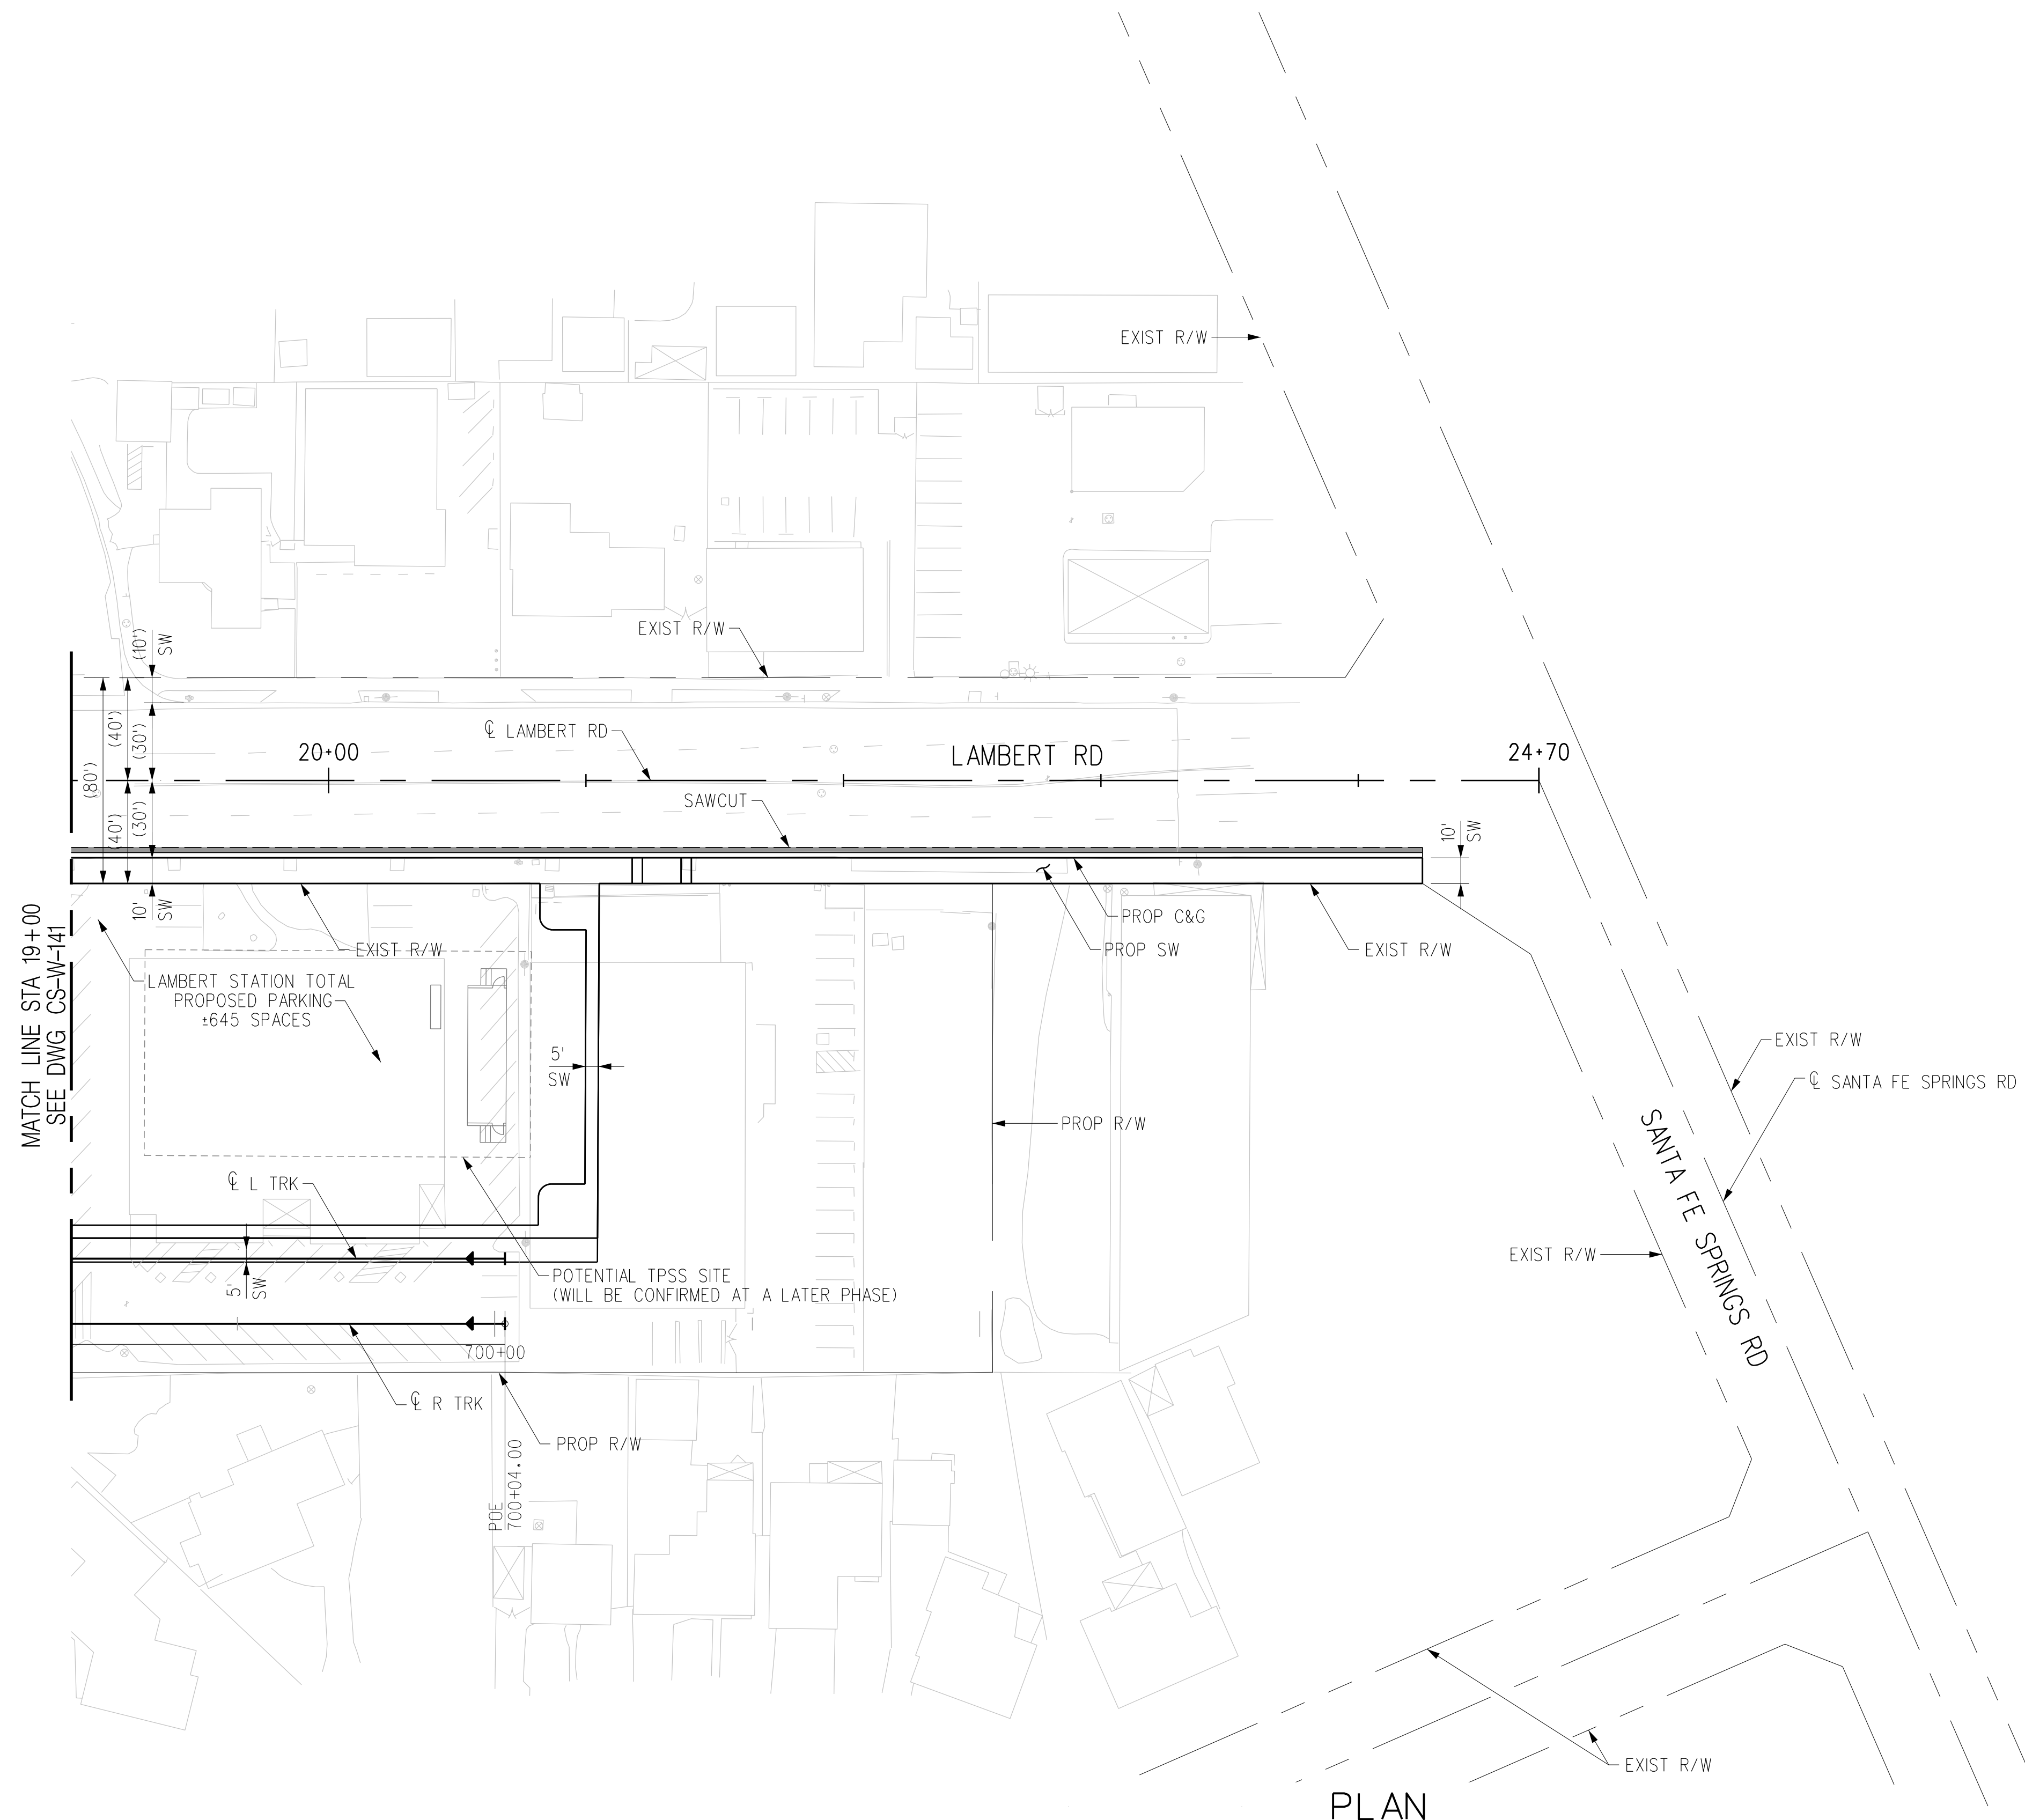 EXIST R/W
EXIST R/W
(10')
SW
(80')
(40')
(30')
℄ LAMBERT RD
LAMBERT RD
20+00
24+70
(40')
(30')
SAWCUT
10'
SW
10'
SW
PROP C&G
PROP SW
EXIST R/W
EXIST R/W
MATCH LINE STA 19+00
SEE DWG CS-W-141
LAMBERT STATION TOTAL
PROPOSED PARKING
±645 SPACES
5'
SW
EXIST R/W
℄ SANTA FE SPRINGS RD
PROP R/W
SANTA FE SPRINGS RD
℄ L TRK
EXIST R/W
5'
SW
POTENTIAL TPSS SITE
(WILL BE CONFIRMED AT A LATER PHASE)
700+00
℄ R TRK
PROP R/W
POE
700+04.00
EXIST R/W
PLAN